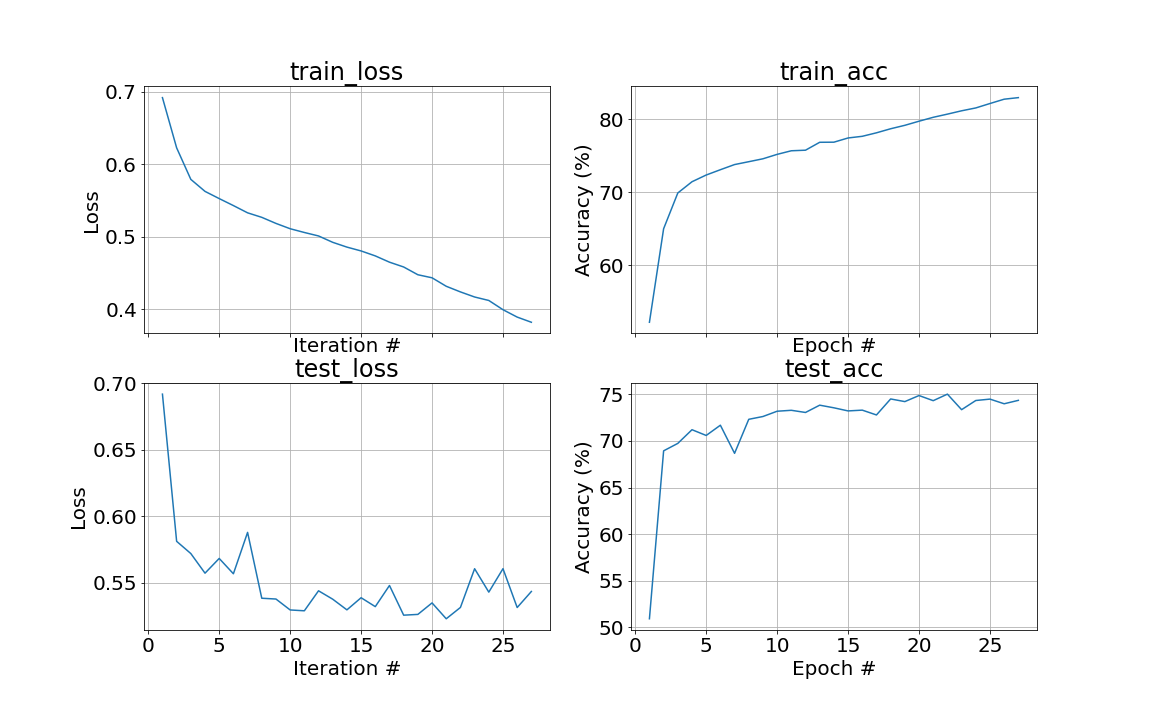 train_loss
Loss
0.7
0.6
0.5
0.4
Iteration #
train_acc
Accuracy (%)
80
70
60
Epoch #
test_loss
Loss
0.70
0.65
0.60
0.55
0 5 10 15 20 25
Iteration #
test_acc
Accuracy (%)
75
70
65
60
55
50
0 5 10 15 20 25
Epoch #